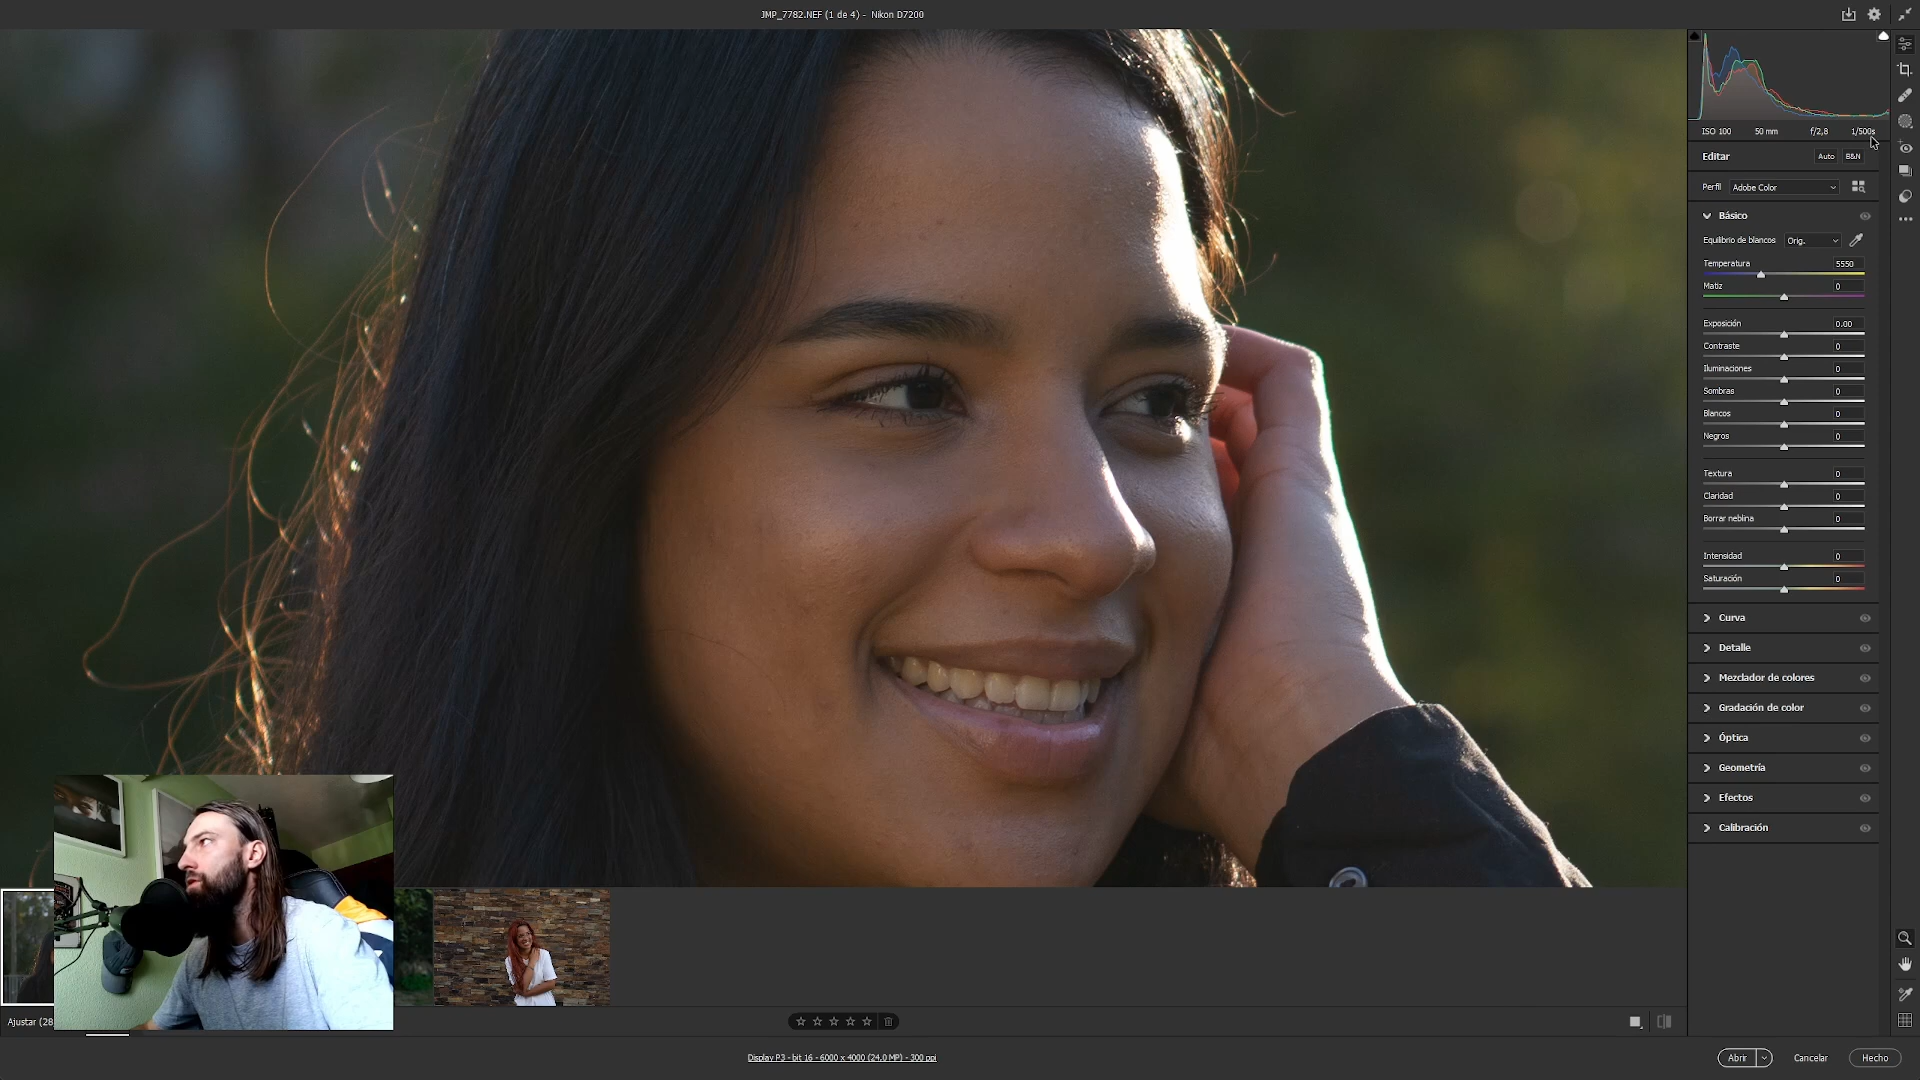 JMP_7782.NEF (1 de 4) - Nikon D7200
ISO 100 50 mm f/2,8 1/500s
Editar Auto B&N
Perfil Adobe Color
Básico
Equilibrio de blancos Orig.
Temperatura 5550
Matiz 0
Exposición 0.00
Contraste 0
Iluminaciones 0
Sombras 0
Blancos 0
Negros 0
Textura 0
Claridad 0
Borrar neblina 0
Intensidad 0
Saturación 0
Curva
Detalle
Mezclador de colores
Gradación de color
Óptica
Geometría
Efectos
Calibración
Ajustar (28
Display P3 - bit 16 - 6000 x 4000 (24.0 MP) - 300 ppi
Abrir Cancelar Hecho